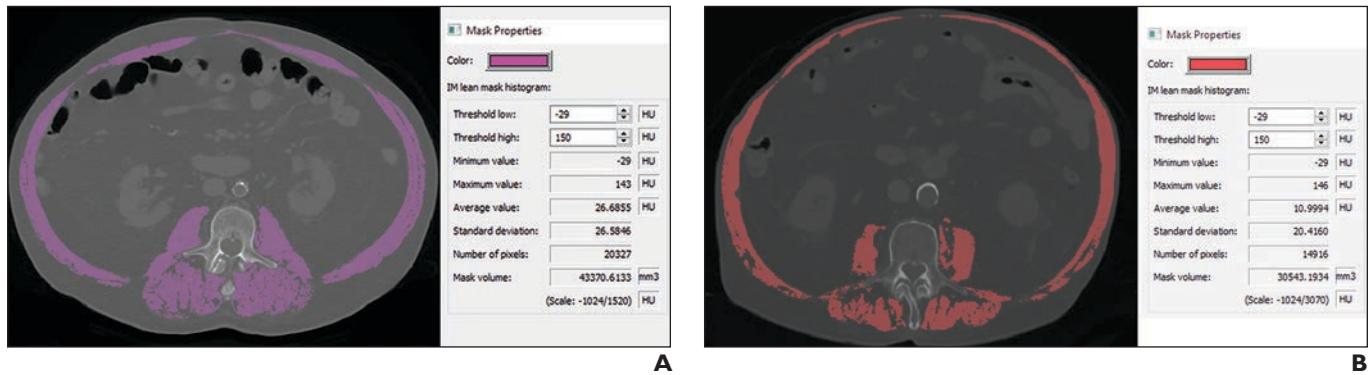 Mask Properties
Color:
IM lean mask histogram:
Threshold low: -29 HU
Threshold high: 150 HU
Minimum value: -29 HU
Maximum value: 143 HU
Average value: 26.6855 HU
Standard deviation: 26.5846
Number of pixels: 20327
Mask volume: 43370.6133 mm3
(Scale: -1024/1520) HU
A
Mask Properties
Color:
IM lean mask histogram:
Threshold low: -29 HU
Threshold high: 150 HU
Minimum value: -29 HU
Maximum value: 146 HU
Average value: 10.9994 HU
Standard deviation: 20.4160
Number of pixels: 14916
Mask volume: 30543.1934 mm3
(Scale: -1024/3070) HU
B